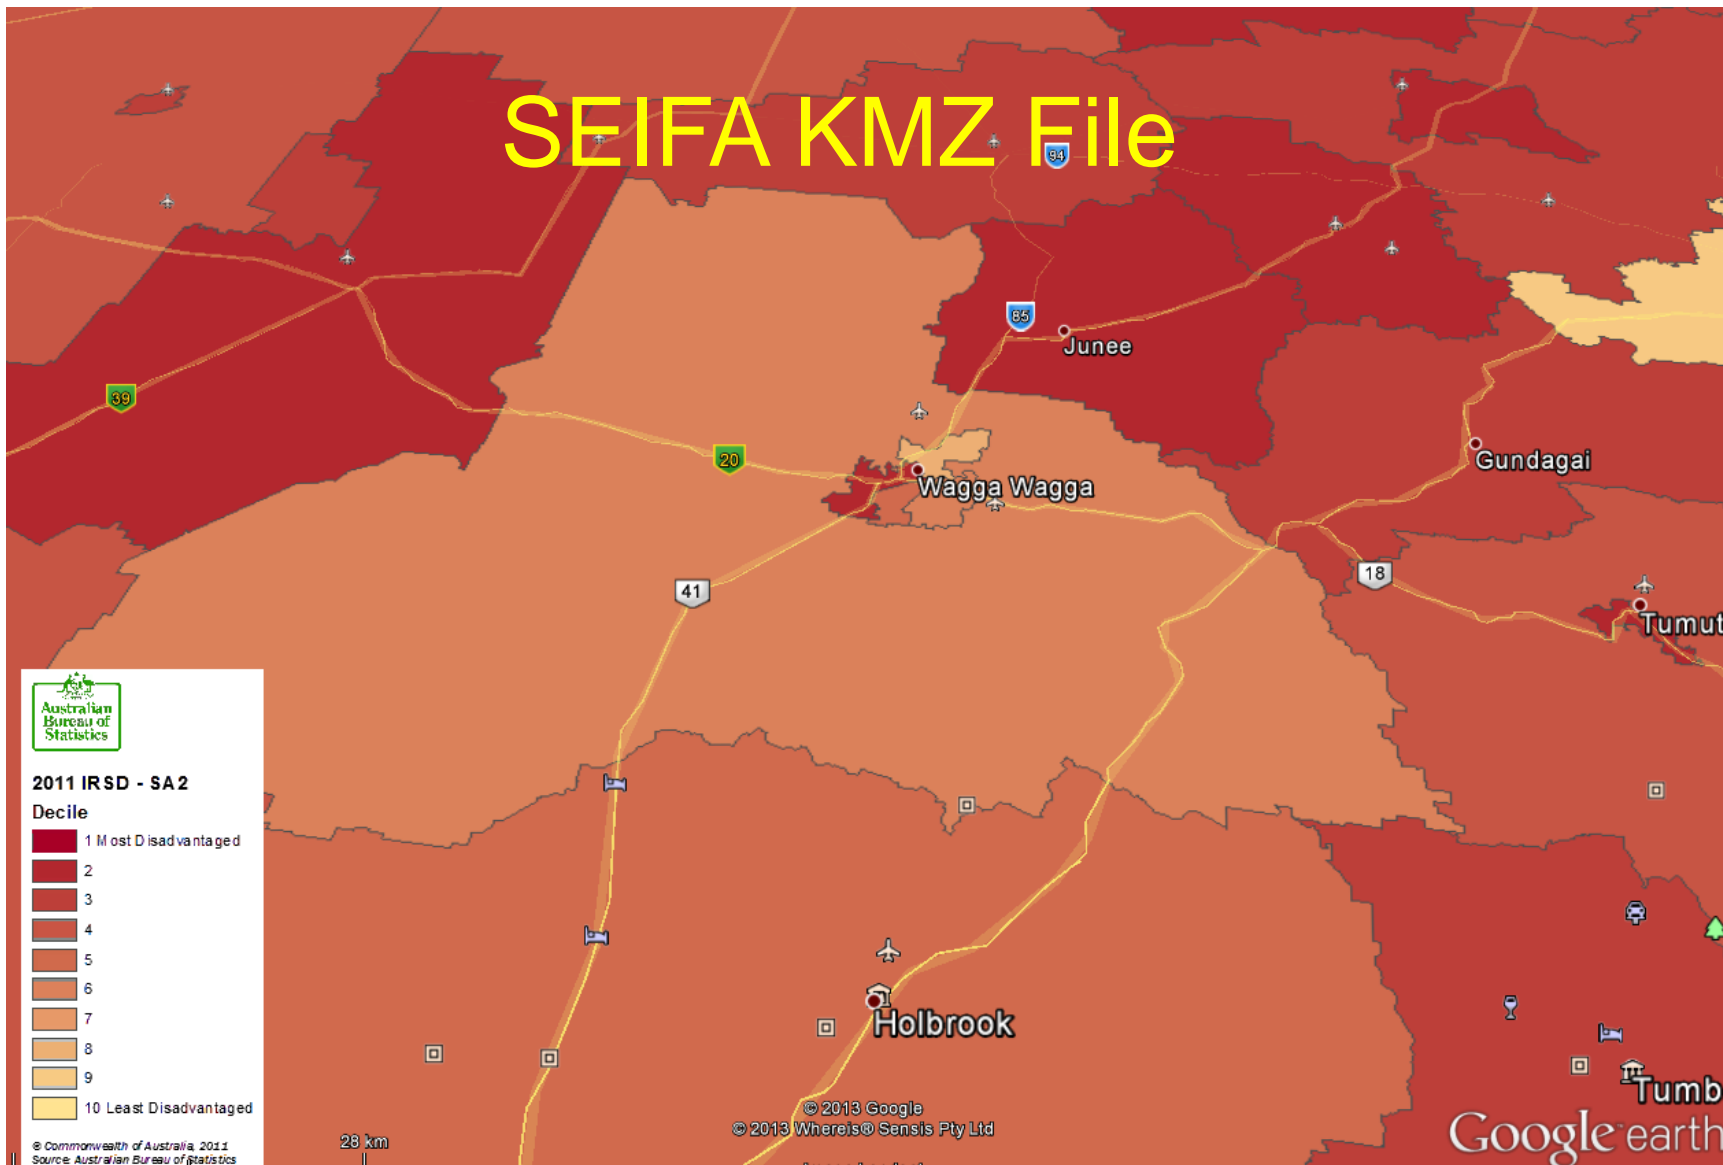 SEIFA KMZ File
94
85
Junee
39
20
Gundagai
Wagga Wagga
41
18
Tumut
Australian
Bureau of
Statistics
2011 IRSD - SA2
Decile
1 Most Disadvantaged
2
3
4
5
6
7
8
9
10 Least Disadvantaged
© Commonwealth of Australia, 2011
Source: Australian Bureau of Statistics
Holbrook
Tumb
28 km
© 2013 Google
© 2013 Whereis® Sensis Pty Ltd
Google earth